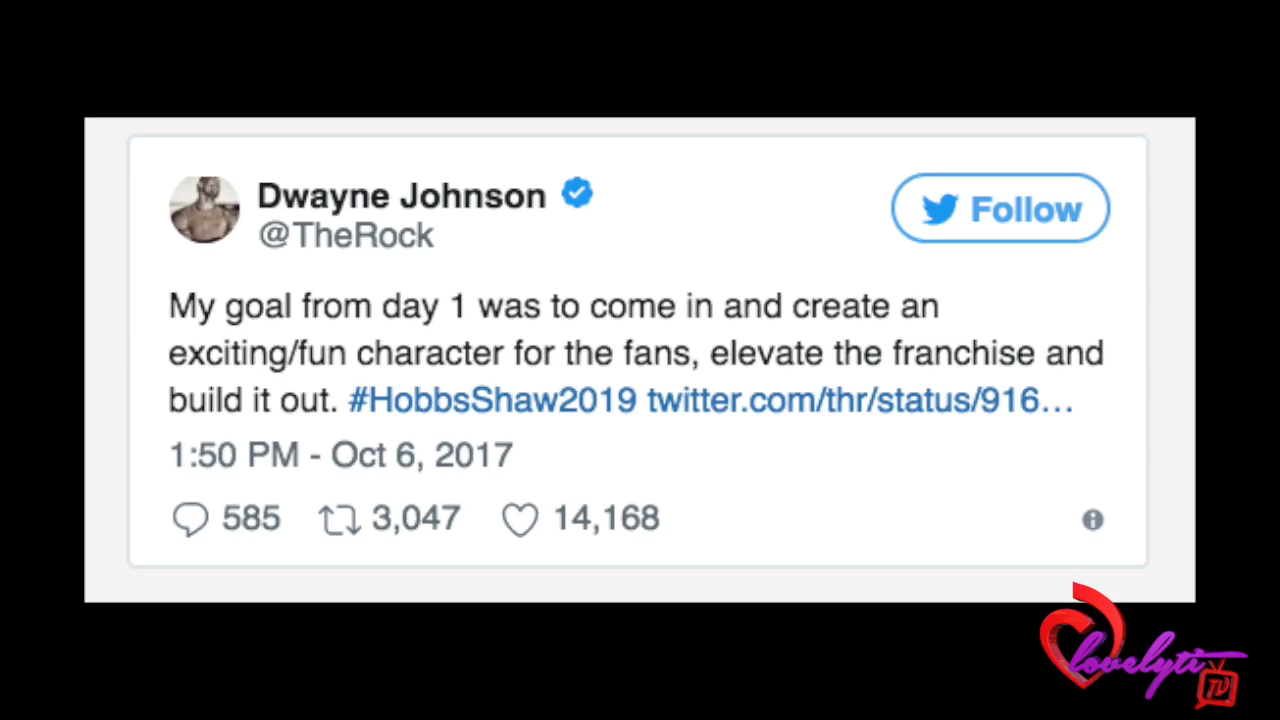 Dwayne Johnson
@TheRock
Follow
My goal from day 1 was to come in and create an
exciting/fun character for the fans, elevate the franchise and
build it out. #HobbsShaw2019 twitter.com/thr/status/916…
1:50 PM - Oct 6, 2017
585 3,047 14,168
lovelyti
TV